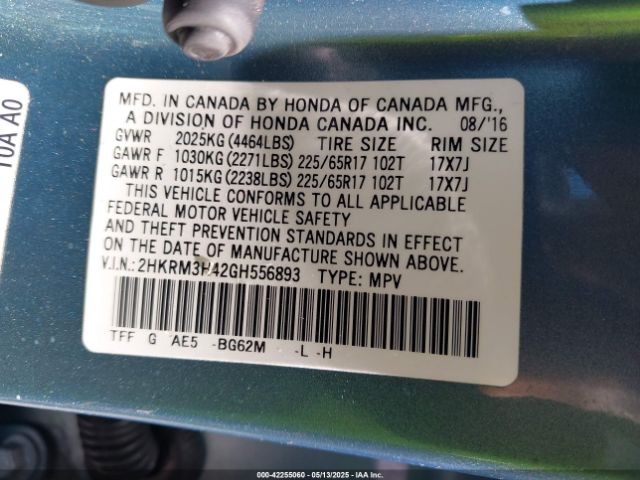 MFD. IN CANADA BY HONDA OF CANADA MFG.,
A DIVISION OF HONDA CANADA INC. 08/'16
GVWR 2025KG (4464LBS) TIRE SIZE RIM SIZE
GAWR F 1030KG (2271LBS) 225/65R17 102T 17X7J
GAWR R 1015KG (2238LBS) 225/65R17 102T 17X7J
THIS VEHICLE CONFORMS TO ALL APPLICABLE
FEDERAL MOTOR VEHICLE SAFETY
AND THEFT PREVENTION STANDARDS IN EFFECT
ON THE DATE OF MANUFACTURE SHOWN ABOVE.
V.I.N.: 2HKRM3H42GH556893 TYPE: MPV
TFF G AE5 -BG62M -L -H
10A A0
000-42255060 - 05/13/2025 - IAA Inc.